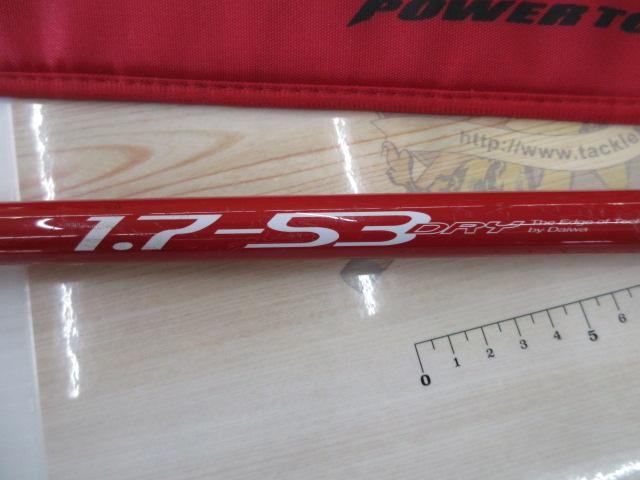 POWER
http://www.tackle
1.7-53 DRY The Edge of
by Daiwa
0 1 2 3 4 5 6